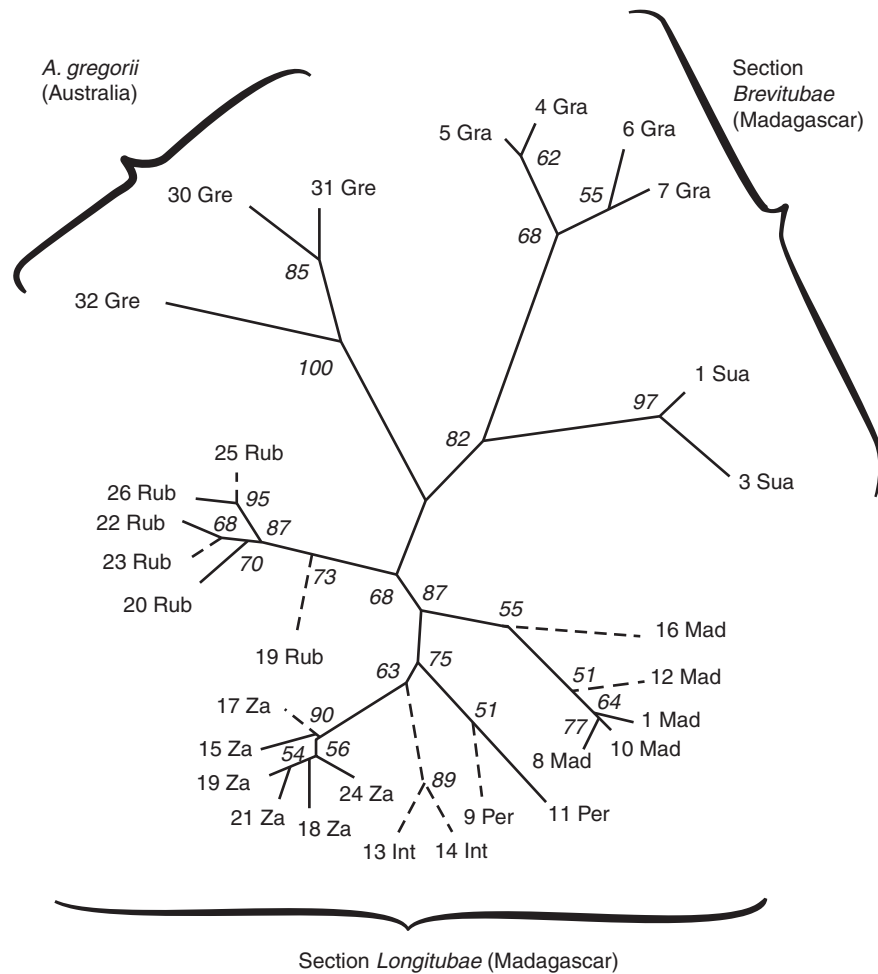 A. gregorii
(Australia)
Section
Brevitubae
(Madagascar)
4 Gra
5 Gra
6 Gra
62
55
7 Gra
68
30 Gre
31 Gre
85
32 Gre
100
1 Sua
97
82
3 Sua
25 Rub
26 Rub
95
22 Rub
68
87
23 Rub
70
73
20 Rub
19 Rub
68
87
55
16 Mad
75
63
51
12 Mad
64
1 Mad
77
10 Mad
8 Mad
17 Za
90
51
15 Za
54
56
19 Za
24 Za
89
21 Za
18 Za
9 Per
11 Per
13 Int
14 Int
Section Longitubae (Madagascar)